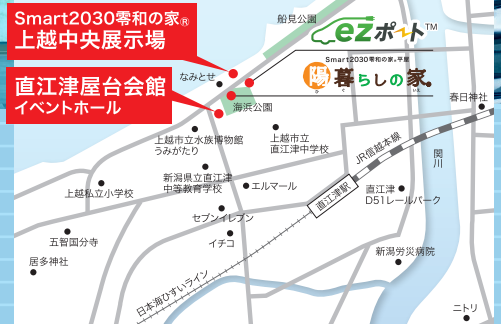 Smart2030零和の家®
上越中央展示場
直江津屋台会館
イベントホール
船見公園
ezポート™
Smart2030零和の家®平屋
陽暮らしの家®
ひ ぐ いえ
なみとせ
海浜公園
春日神社
上越市立水族博物館
うみがたり
上越市立
直江津中学校
JR信越本線
関川
新潟県立直江津
中等教育学校
エルマール
上越私立小学校
直江津駅
直江津
D51レールパーク
セブンイレブン
五智国分寺
イチコ
居多神社
新潟労災病院
日本海ひすいライン
ニトリ